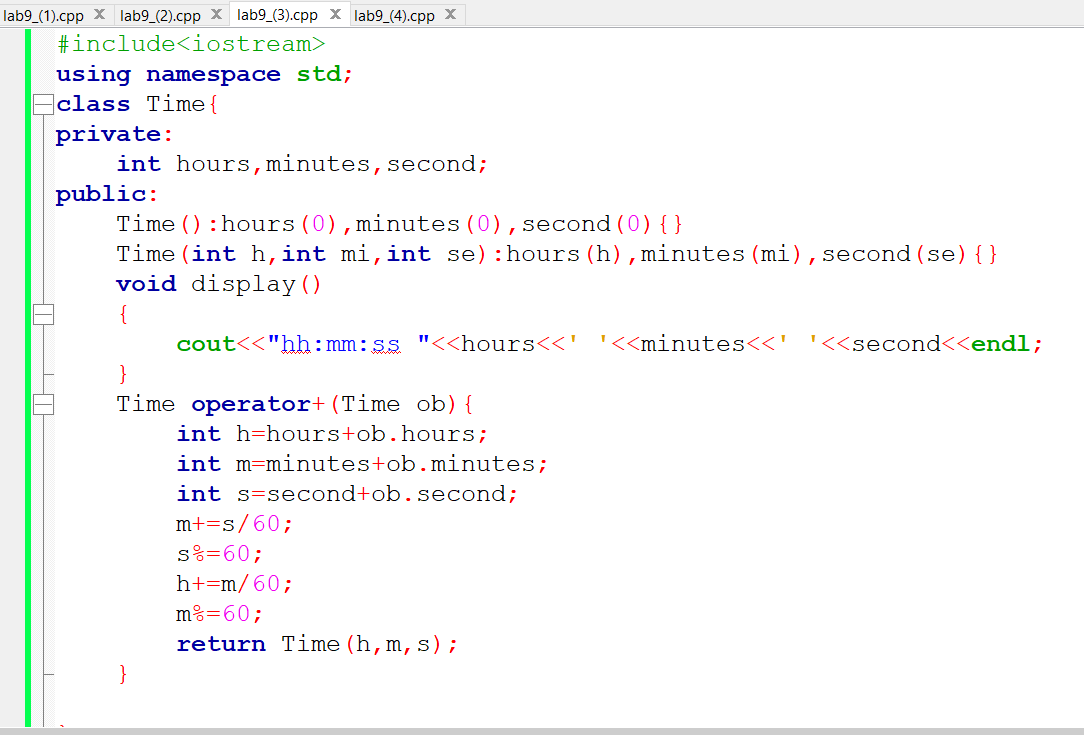 lab9_(1).cpp X lab9_(2).cpp X lab9_(3).cpp X lab9_(4).cpp X
#include<iostream>
using namespace std;
class Time{
private:
    int hours,minutes,second;
public:
    Time():hours(0),minutes(0),second(0){}
    Time(int h,int mi,int se):hours(h),minutes(mi),second(se){}
    void display()
    {
        cout<<"hh:mm:ss "<<hours<<' '<<minutes<<' '<<second<<endl;
    }
    Time operator+(Time ob){
        int h=hours+ob.hours;
        int m=minutes+ob.minutes;
        int s=second+ob.second;
        m+=s/60;
        s%=60;
        h+=m/60;
        m%=60;
        return Time(h,m,s);
    }